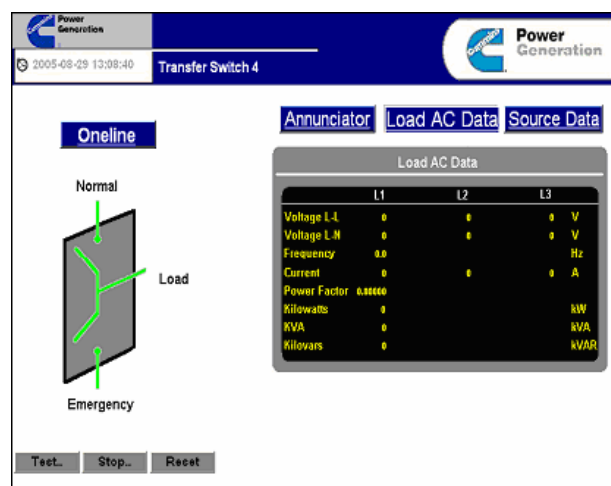 Power
Generation
Cummins
Power
Generation
2005-08-29 13:08:40
Transfer Switch 4
Oneline
Annunciator
Load AC Data
Source Data
Normal
Load
Emergency
Load AC Data
L1 L2 L3
Voltage L-L 0 0 0 V
Voltage L-N 0 0 0 V
Frequency 0.0 Hz
Current 0 0 0 A
Power Factor 0.00000
Kilowatts 0 kW
KVA 0 kVA
Kilovars 0 kVAR
Test..
Stop..
Reset